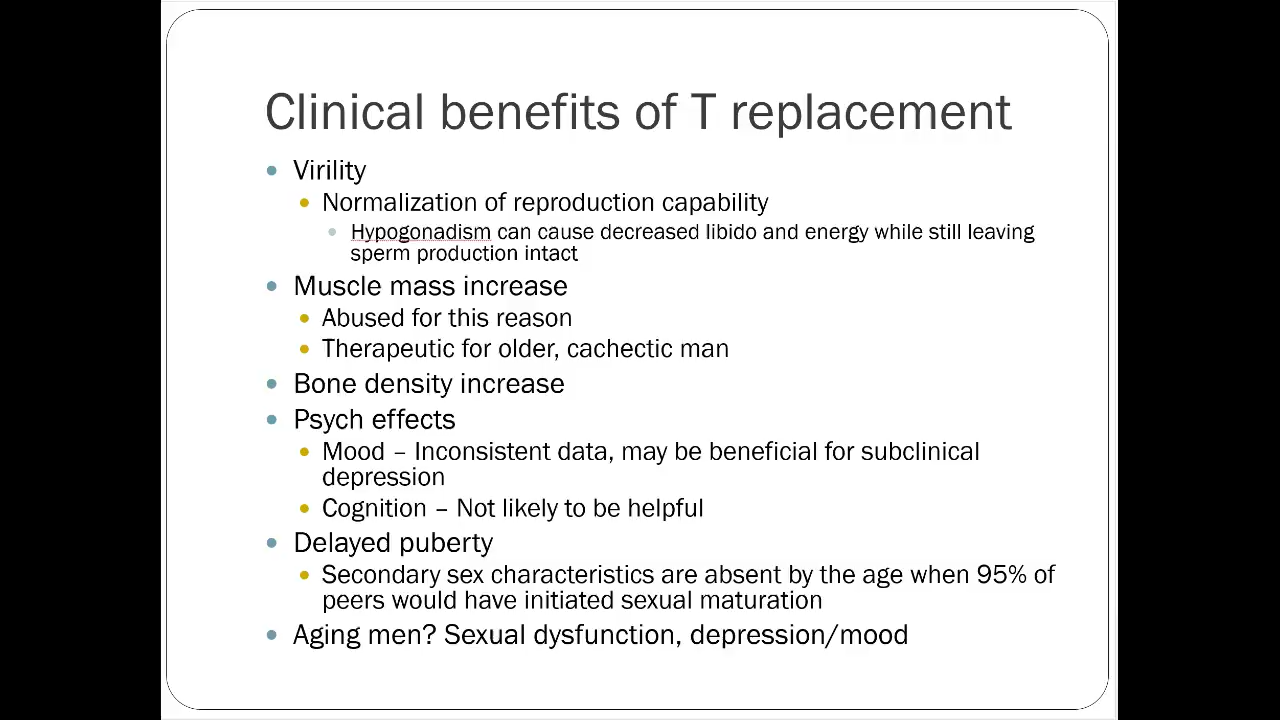 Clinical benefits of T replacement
• Virility
• Normalization of reproduction capability
• Hypogonadism can cause decreased libido and energy while still leaving
sperm production intact
• Muscle mass increase
• Abused for this reason
• Therapeutic for older, cachectic man
• Bone density increase
• Psych effects
• Mood – Inconsistent data, may be beneficial for subclinical
depression
• Cognition – Not likely to be helpful
• Delayed puberty
• Secondary sex characteristics are absent by the age when 95% of
peers would have initiated sexual maturation
• Aging men? Sexual dysfunction, depression/mood